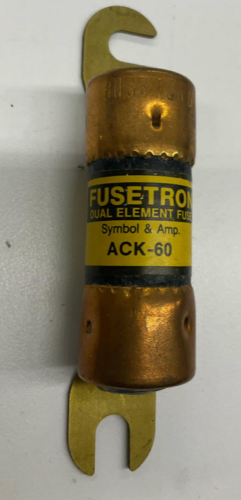 FUSETRON
DUAL ELEMENT FUSE
Symbol & Amp.
ACK-60